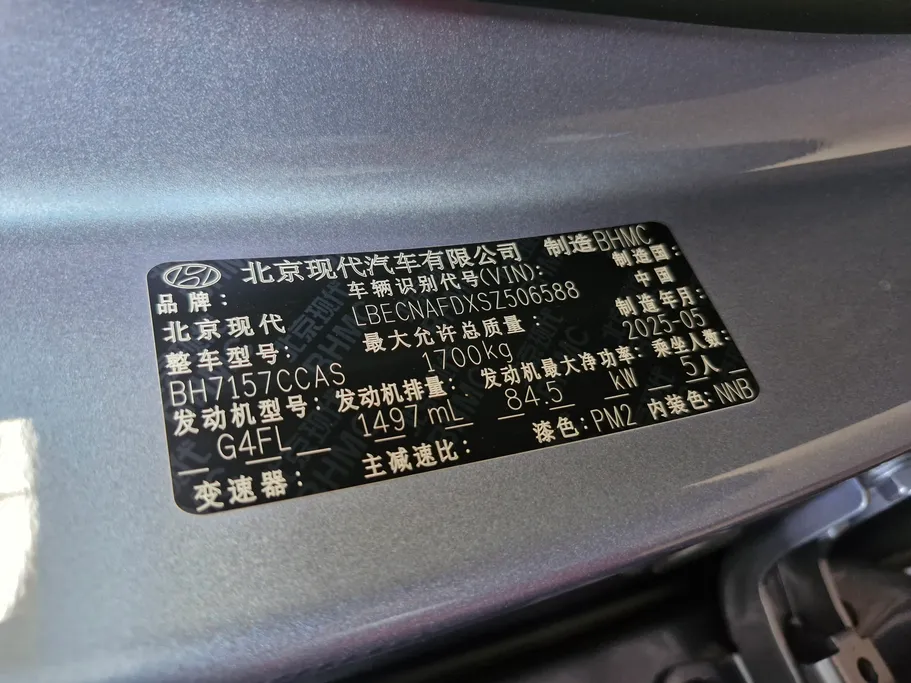 北京现代汽车有限公司 制造BHMC
品牌: 车辆识别代号(VIN): 制造国:
北京现代 LBECNAFDXSZ506588 中国
整车型号: 最大允许总质量: 制造年月:
BH7157CCAS 1700kg 2025-05
发动机型号: 发动机排量: 发动机最大净功率: 乘坐人数:
G4FL 1497mL 84.5 kW 5人
变速器: 主减速比: 漆色:PM2 内装色:NNB